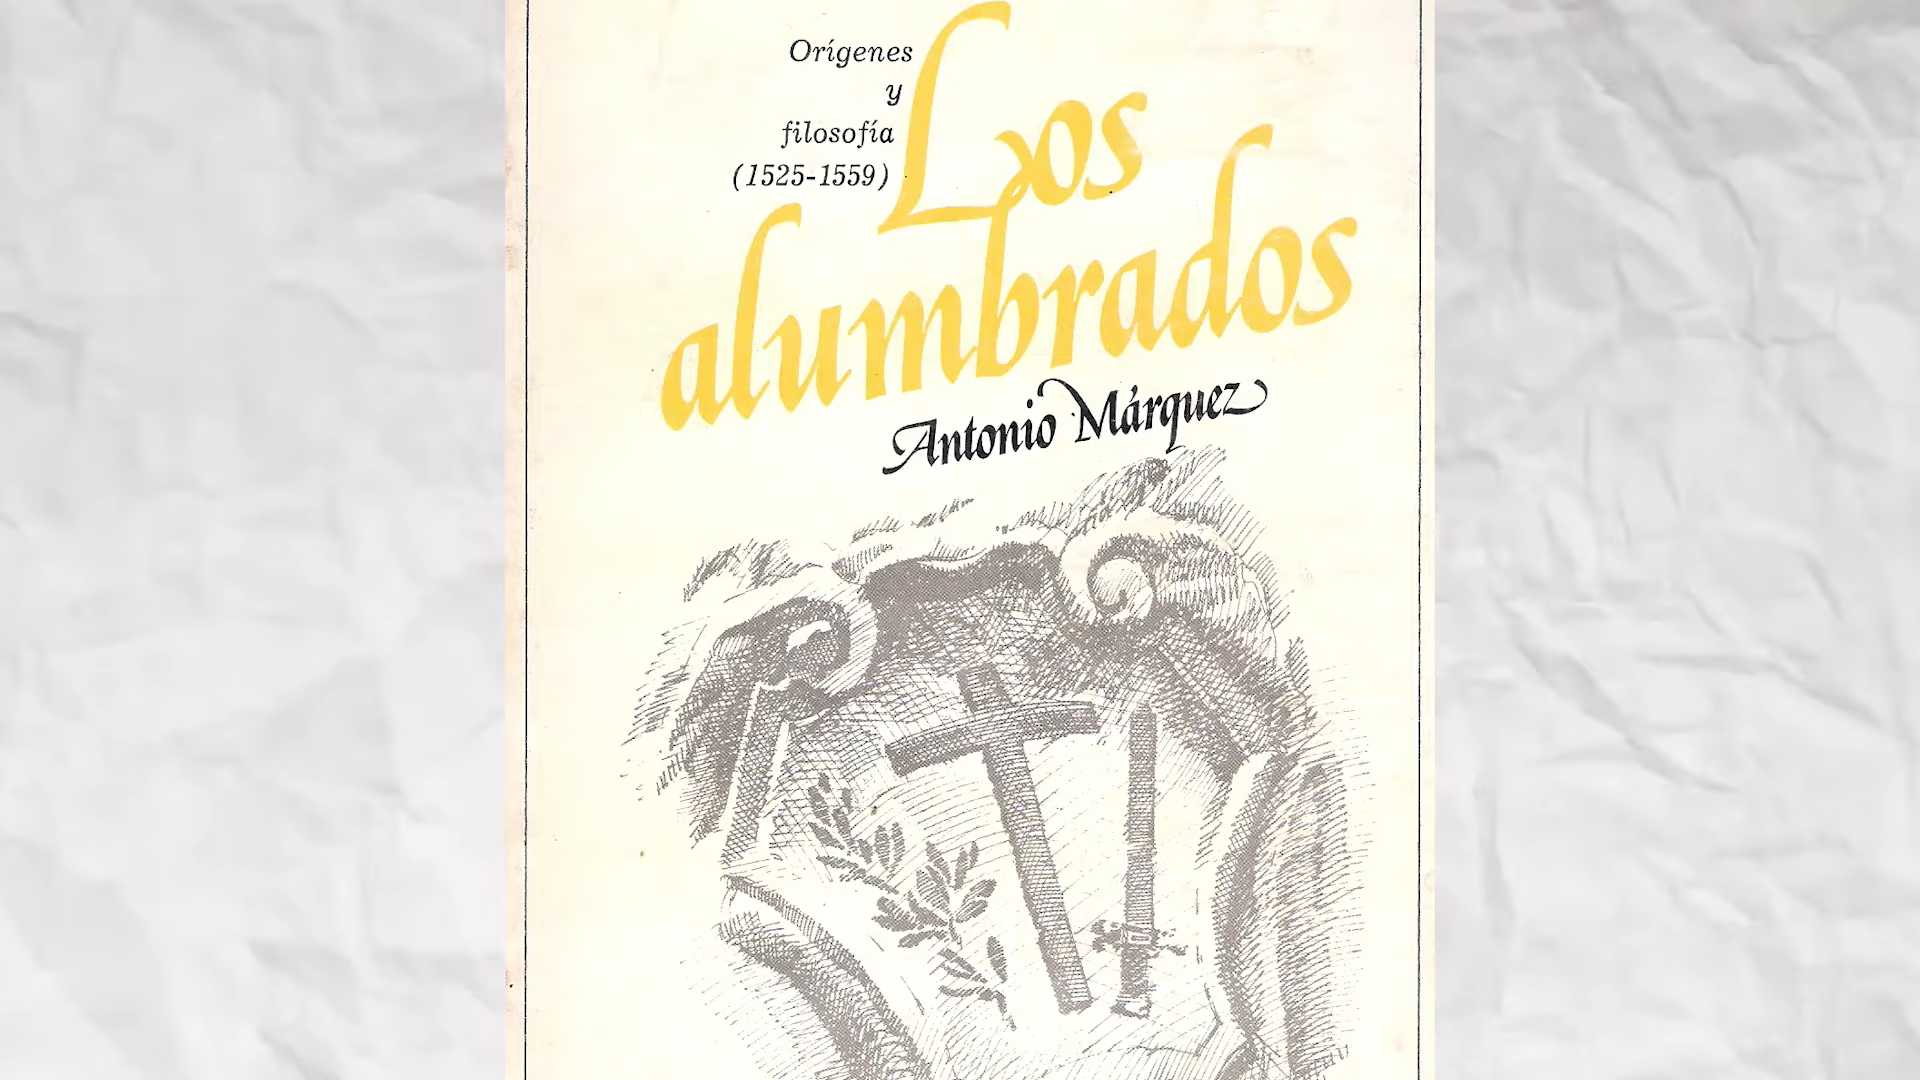 Orígenes
y
filosofía
(1525-1559)
Los
alumbrados
Antonio Márquez